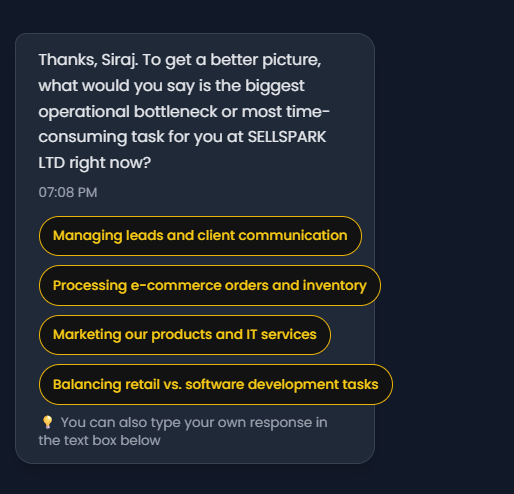 Thanks, Siraj. To get a better picture,
what would you say is the biggest
operational bottleneck or most time-
consuming task for you at SELLSPARK
LTD right now?
07:08 PM
Managing leads and client communication
Processing e-commerce orders and inventory
Marketing our products and IT services
Balancing retail vs. software development tasks
💡 You can also type your own response in
the text box below